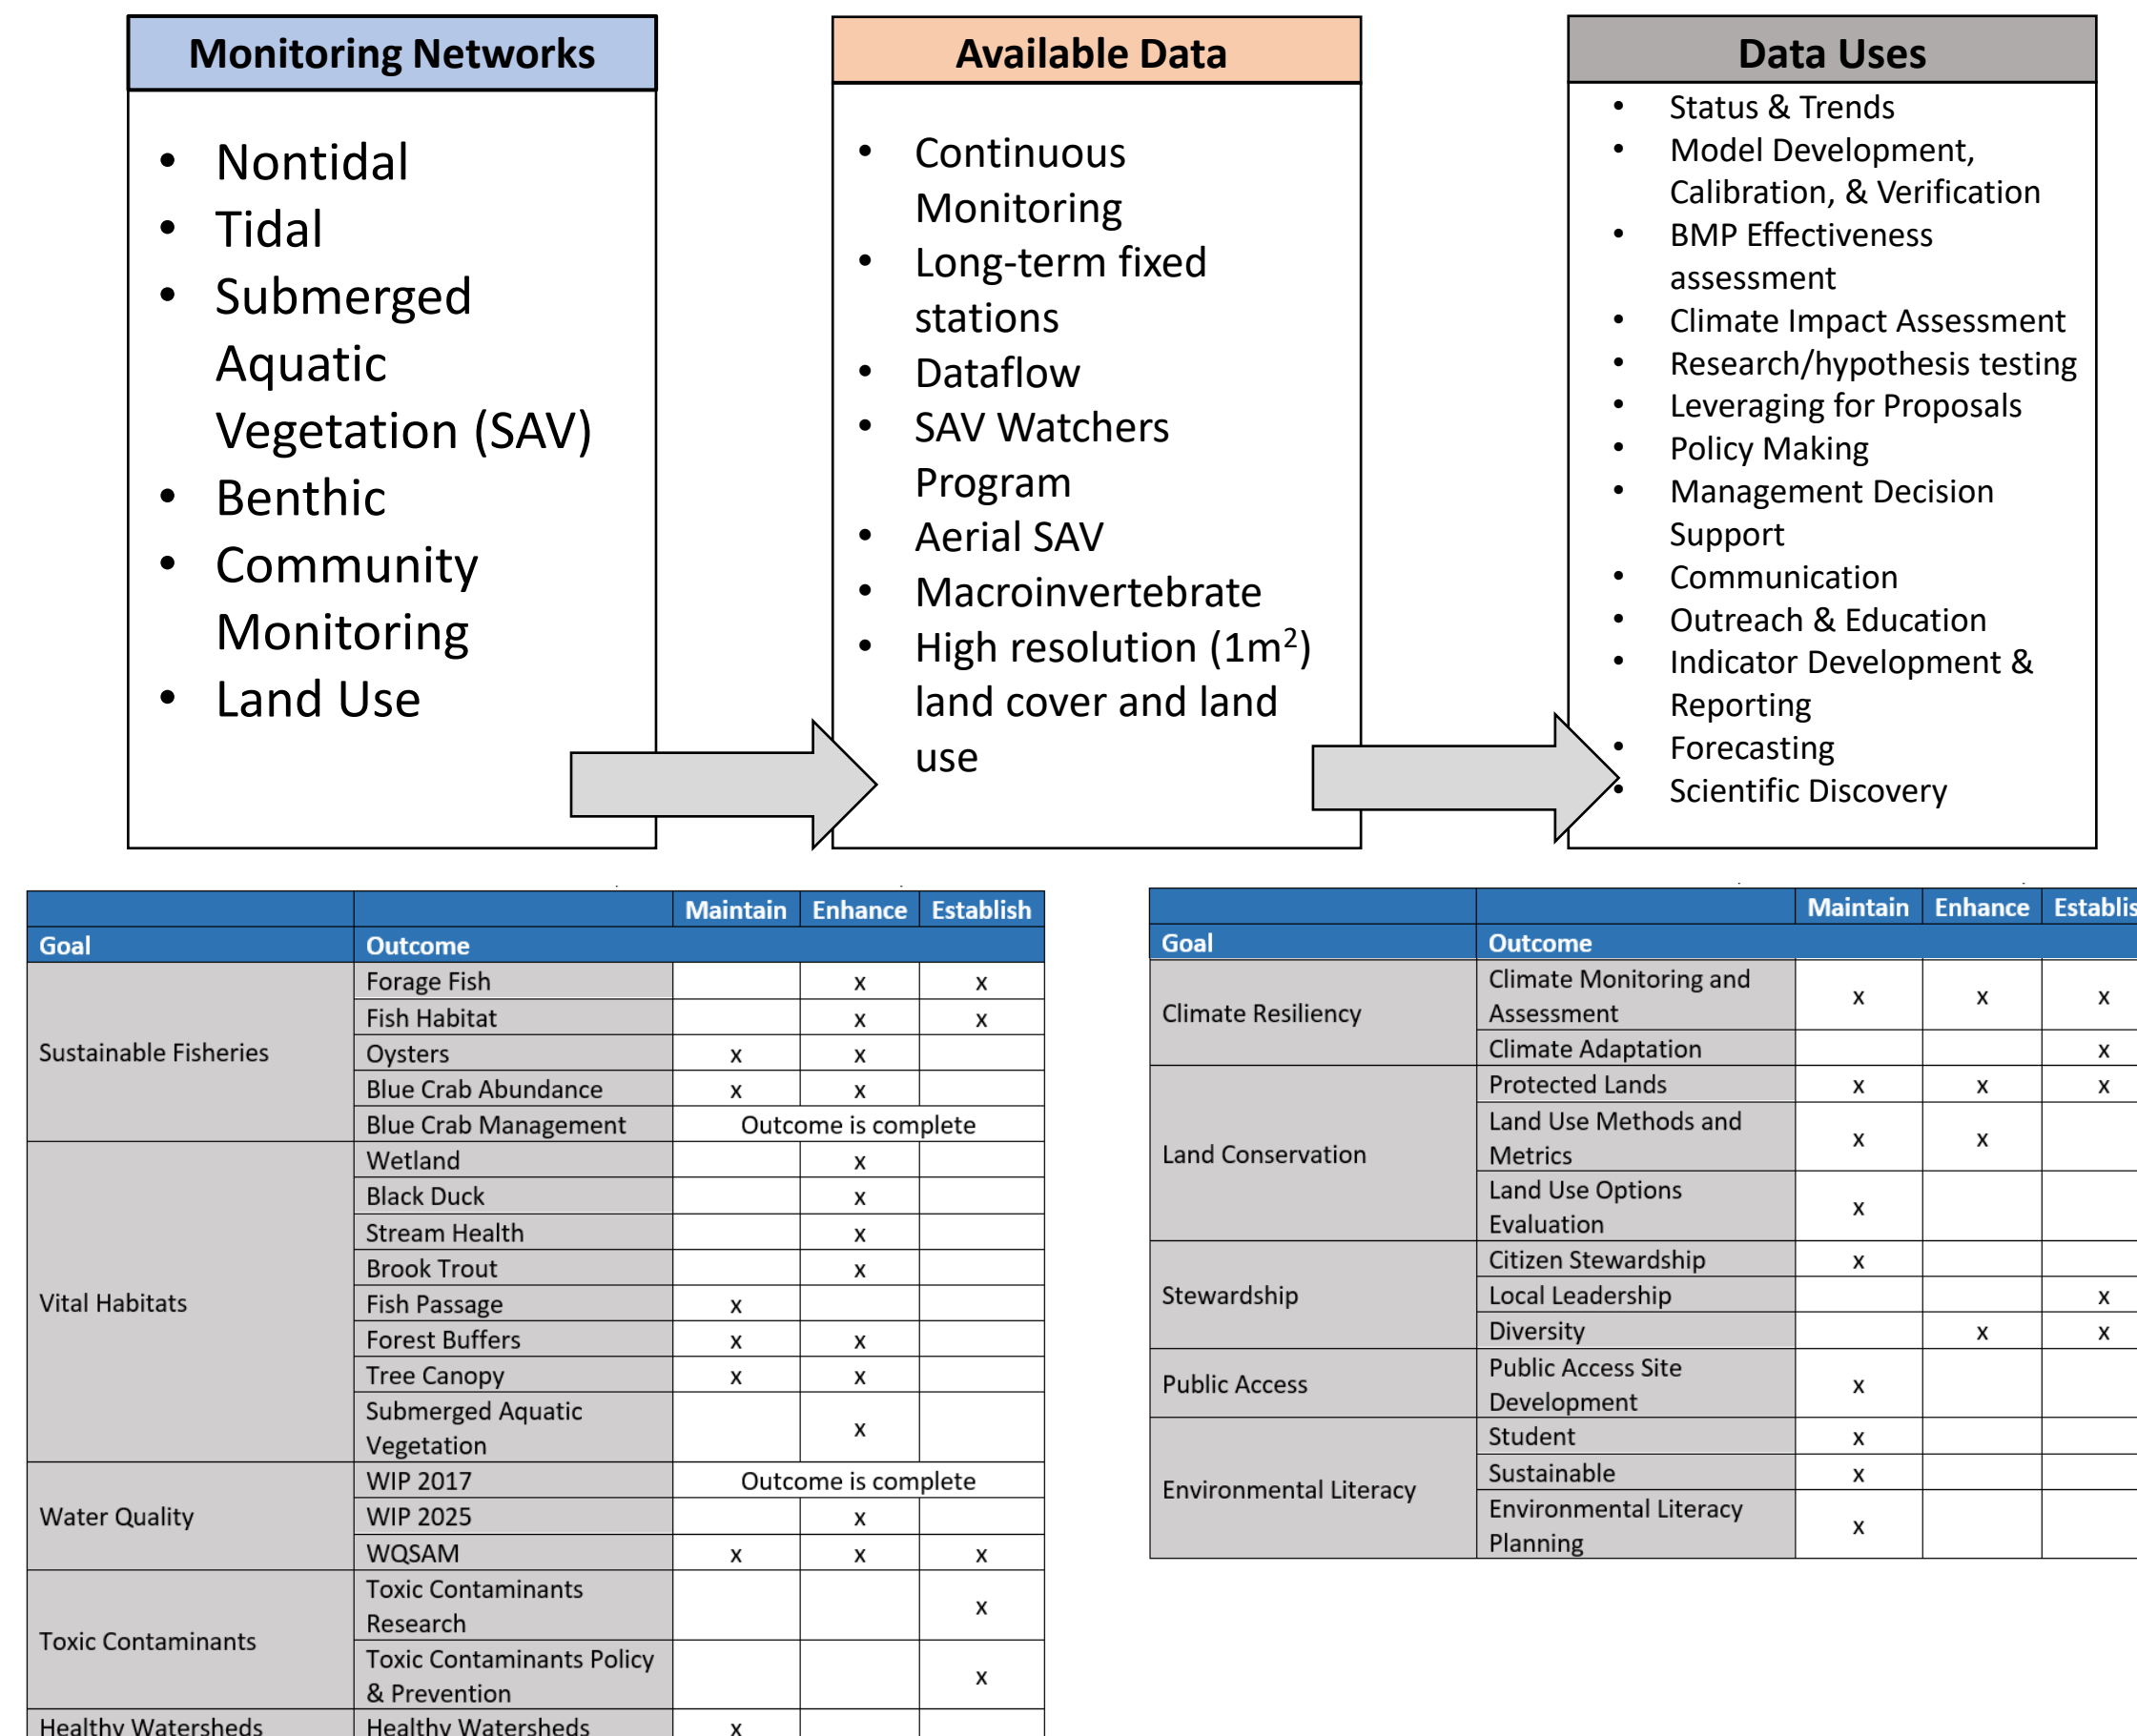 Monitoring Networks
• Nontidal
• Tidal
• Submerged
Aquatic
Vegetation (SAV)
• Benthic
• Community
Monitoring
• Land Use
Available Data
• Continuous
Monitoring
• Long-term fixed
stations
• Dataflow
• SAV Watchers
Program
• Aerial SAV
• Macroinvertebrate
• High resolution (1m²)
land cover and land
use
Data Uses
• Status & Trends
• Model Development,
Calibration, & Verification
• BMP Effectiveness
assessment
• Climate Impact Assessment
• Research/hypothesis testing
• Leveraging for Proposals
• Policy Making
• Management Decision
Support
• Communication
• Outreach & Education
• Indicator Development &
Reporting
• Forecasting
• Scientific Discovery
Maintain Enhance Establish
Goal Outcome
Sustainable Fisheries
Forage Fish x x
Fish Habitat x x
Oysters x x
Blue Crab Abundance x x
Blue Crab Management Outcome is complete
Vital Habitats
Wetland x
Black Duck x
Stream Health x
Brook Trout x
Fish Passage x
Forest Buffers x x
Tree Canopy x x
Submerged Aquatic
Vegetation x
Water Quality
WIP 2017 Outcome is complete
WIP 2025 x
WQSAM x x x
Toxic Contaminants
Toxic Contaminants
Research x
Toxic Contaminants Policy
& Prevention x
Healthy Watersheds Healthy Watersheds x
Maintain Enhance Establis
Goal Outcome
Climate Resiliency
Climate Monitoring and
Assessment x x x
Climate Adaptation x
Land Conservation
Protected Lands x x x
Land Use Methods and
Metrics x x
Land Use Options
Evaluation x
Stewardship
Citizen Stewardship x
Local Leadership x
Diversity x x
Public Access
Public Access Site
Development x
Environmental Literacy
Student x
Sustainable x
Environmental Literacy
Planning x